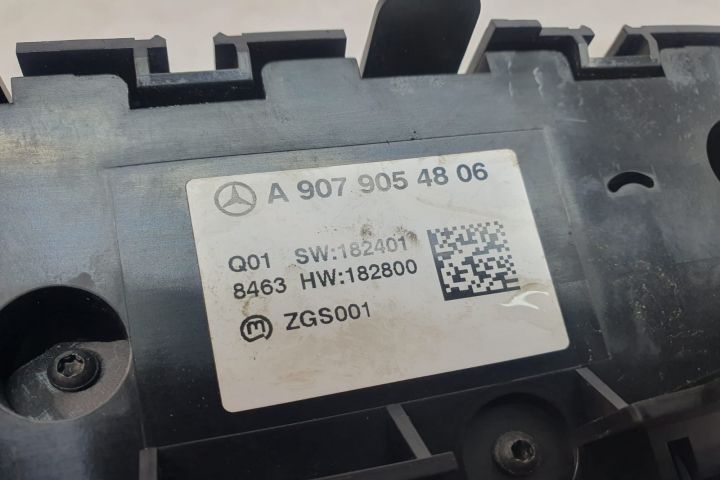 A 907 905 48 06
Q01 SW:182401
8463 HW:182800
m ZGS001